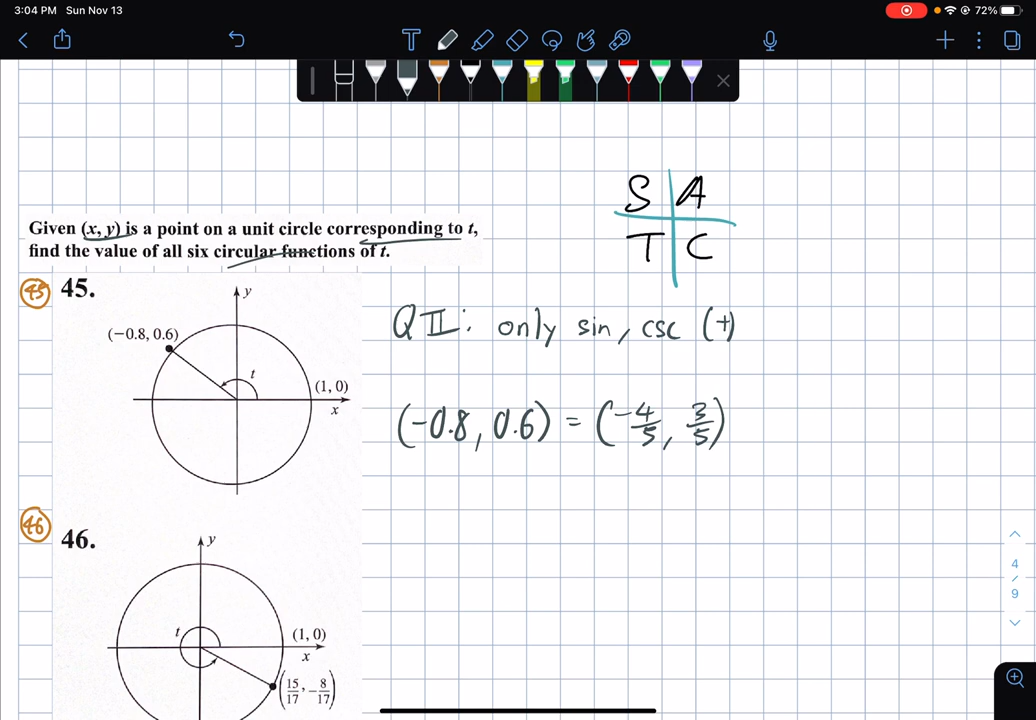 3:04 PM Sun Nov 13
72%
T
Given (x, y) is a point on a unit circle corresponding to t,
find the value of all six circular functions of t.
S A
T C
45 45.
y
(−0.8, 0.6)
t
(1, 0)
x
QII: only sin, csc (+)
(-0.8, 0.6) = (-4/5, 3/5)
46 46.
y
t
(1, 0)
x
(15/17, −8/17)
4
/
9